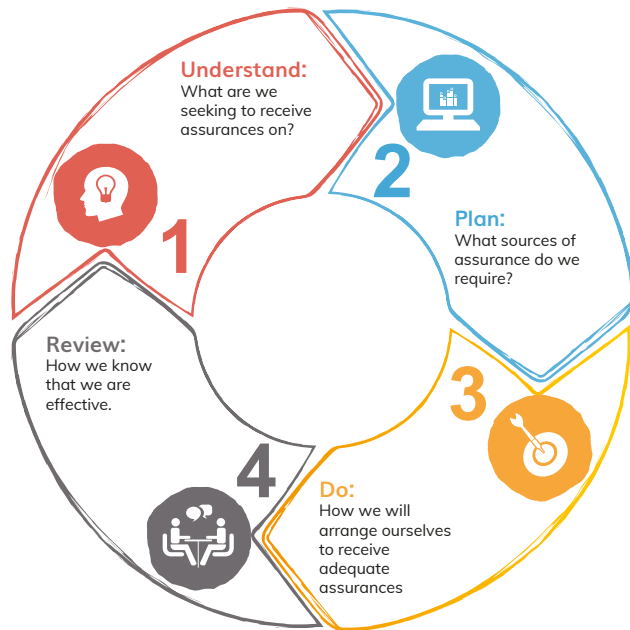 Understand:
What are we
seeking to receive
assurances on?
1
2
Plan:
What sources of
assurance do we
require?
3
Do:
How we will
arrange ourselves
to receive
adequate
assurances
4
Review:
How we know
that we are
effective.